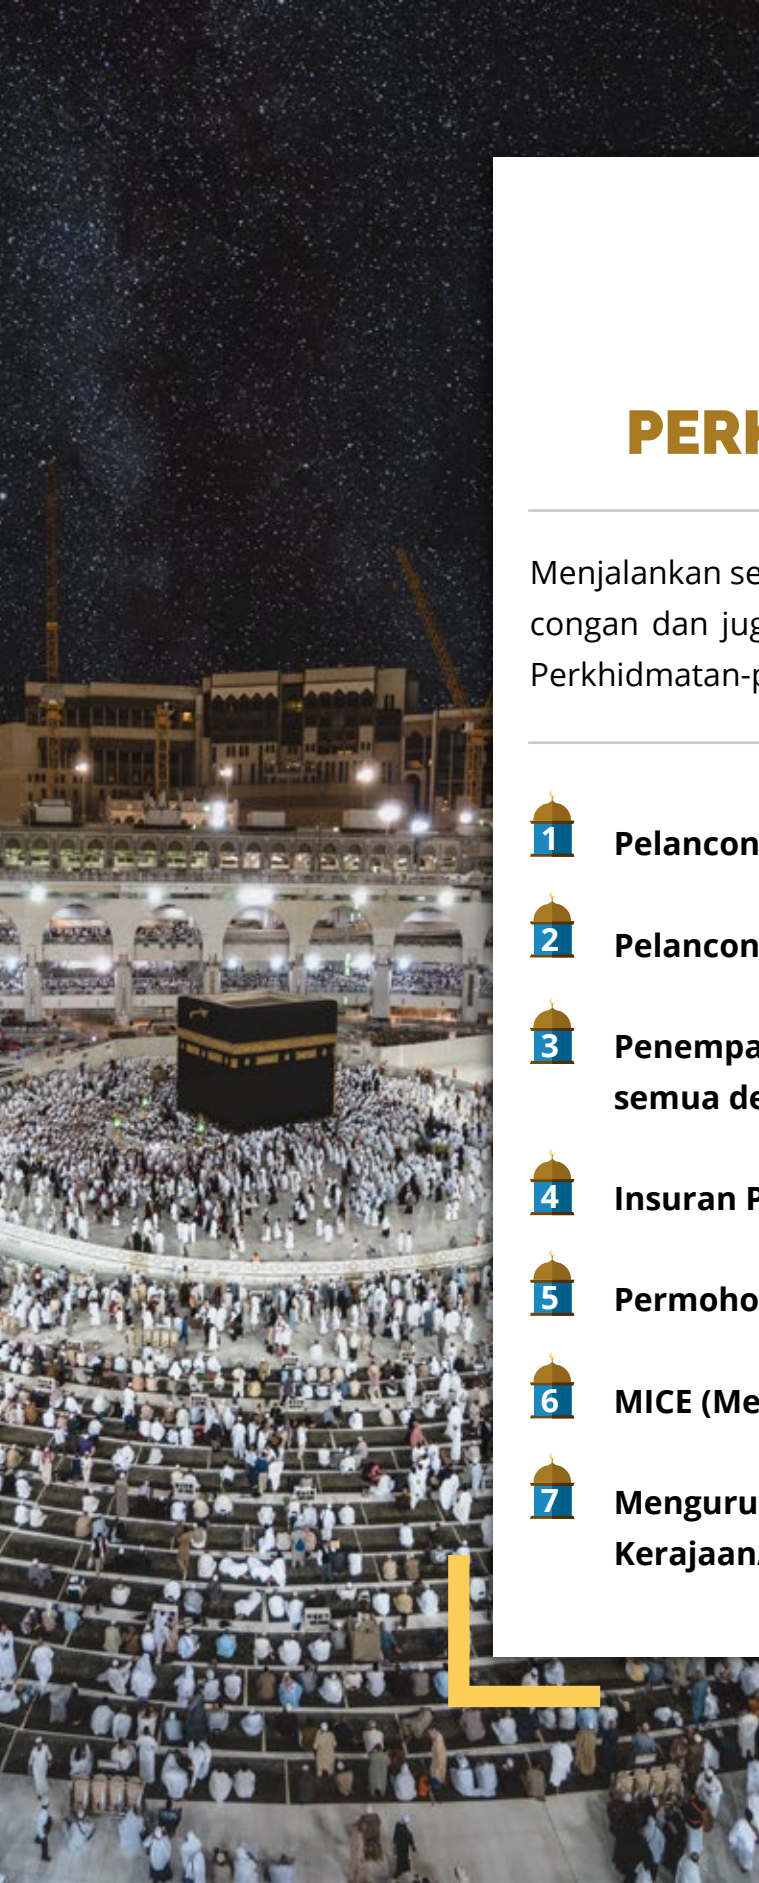 PERK
Menjalankan se
congan dan jug
Perkhidmatan-p
1 Pelancon
2 Pelancon
3 Penempa
semua de
4 Insuran P
5 Permoho
6 MICE (Me
7 Menguru
Kerajaan